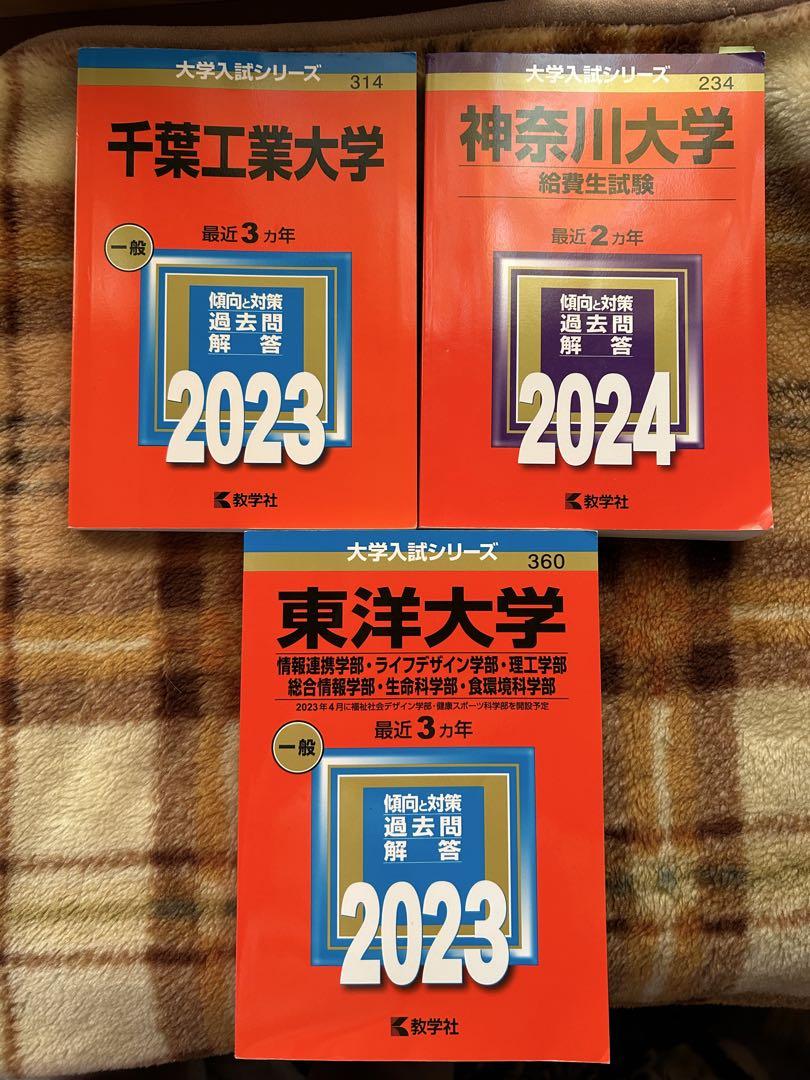 大学入試シリーズ
314
千葉工業大学
最近3カ年
一般
傾向と対策
過去問
解答
2023
教学社
大学入試シリーズ
234
神奈川大学
給費生試験
最近2カ年
傾向と対策
過去問
解答
2024
教学社
大学入試シリーズ
360
東洋大学
情報連携学部・ライフデザイン学部・理工学部
総合情報学部・生命科学部・食環境科学部
2023年4月に福祉社会デザイン学部・健康スポーツ科学部を開設予定
最近3カ年
一般
傾向と対策
過去問
解答
2023
教学社